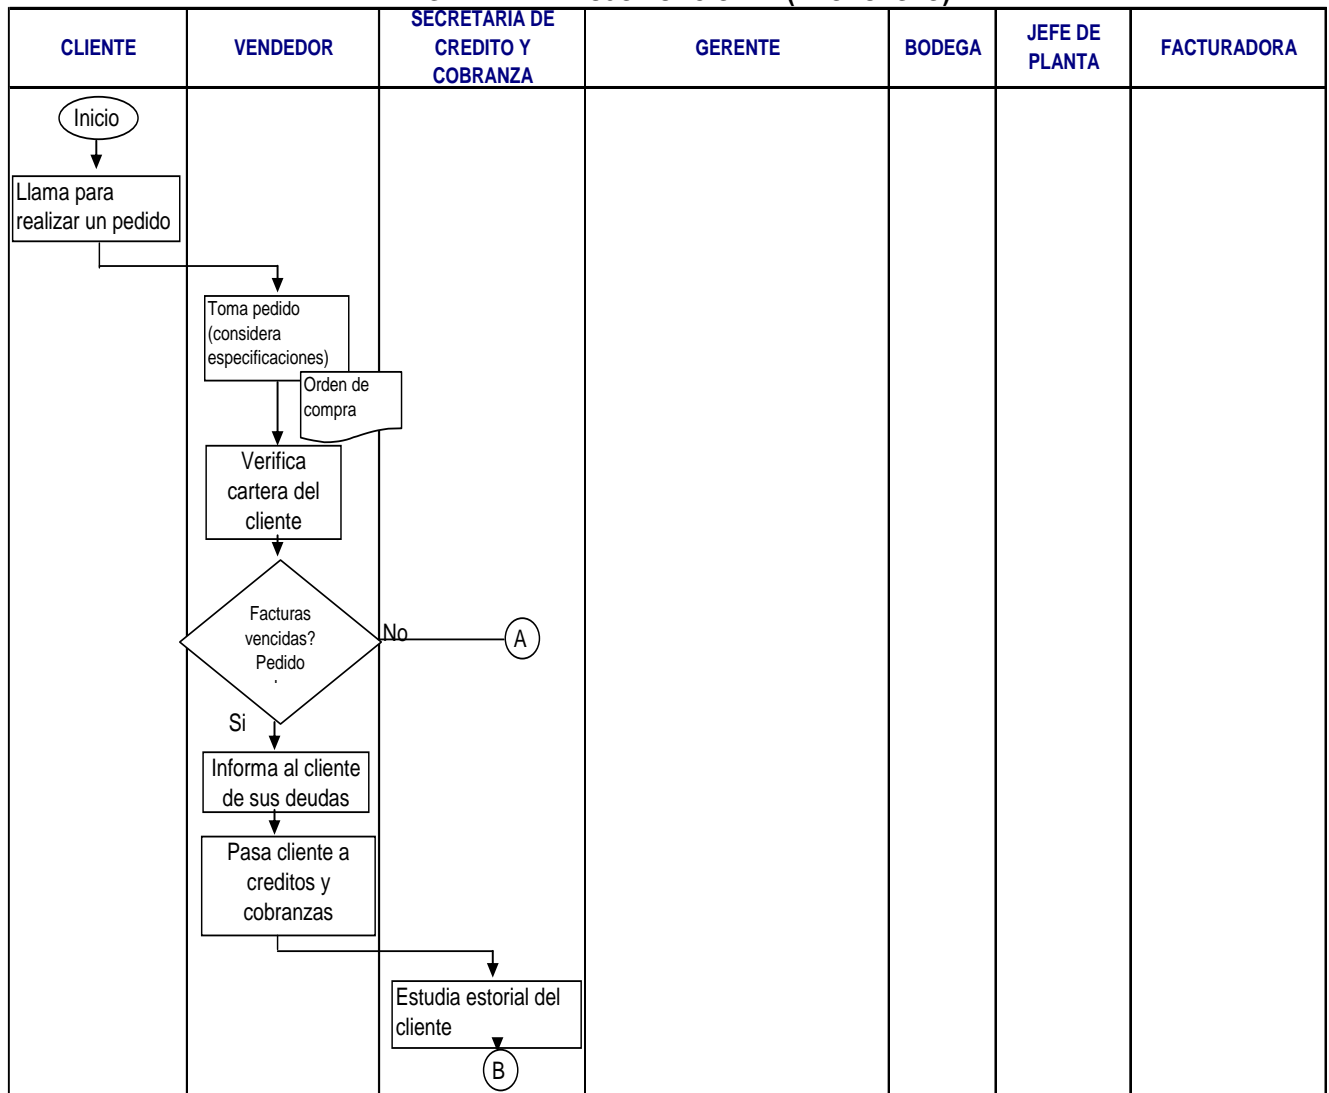 CLIENTE
VENDEDOR
SECRETARIA DE
CREDITO Y
COBRANZA
GERENTE
BODEGA
JEFE DE
PLANTA
FACTURADORA
Inicio
Llama para
realizar un pedido
Toma pedido
(considera
especificaciones)
Orden de
compra
Verifica
cartera del
cliente
Facturas
vencidas?
Pedido
No
A
Si
Informa al cliente
de sus deudas
Pasa cliente a
creditos y
cobranzas
Estudia estorial del
cliente
B